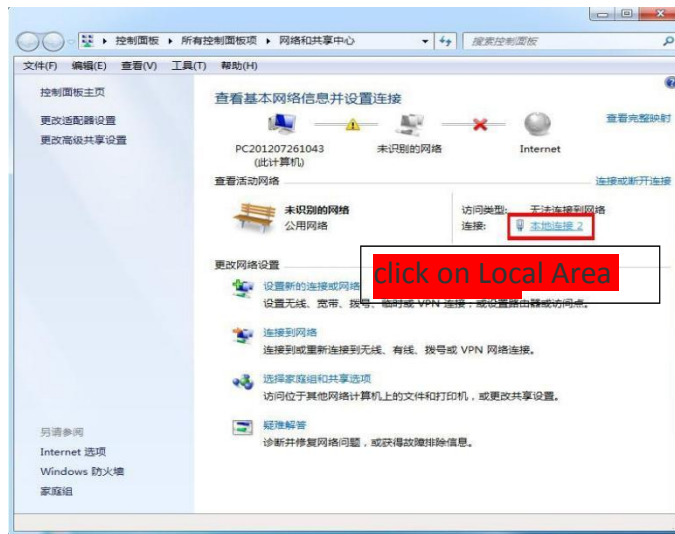 控制面板 ▸ 所有控制面板项 ▸ 网络和共享中心 搜索控制面板
文件(F) 编辑(E) 查看(V) 工具(T) 帮助(H)
控制面板主页
更改适配器设置
更改高级共享设置
查看基本网络信息并设置连接
查看完整映射
PC201207261043 未识别的网络 Internet
(此计算机)
查看活动网络 连接或断开连接
未识别的网络 访问类型: 无法连接到网络
公用网络 连接: 本地连接 2
更改网络设置
click on Local Area
设置新的连接或网络
设置无线、宽带、拨号、临时或 VPN 连接；或设置路由器或访问点。
连接到网络
连接到或重新连接到无线、有线、拨号或 VPN 网络连接。
选择家庭组和共享选项
访问位于其他网络计算机上的文件和打印机，或更改共享设置。
疑难解答
诊断并修复网络问题，或获得故障排除信息。
另请参阅
Internet 选项
Windows 防火墙
家庭组